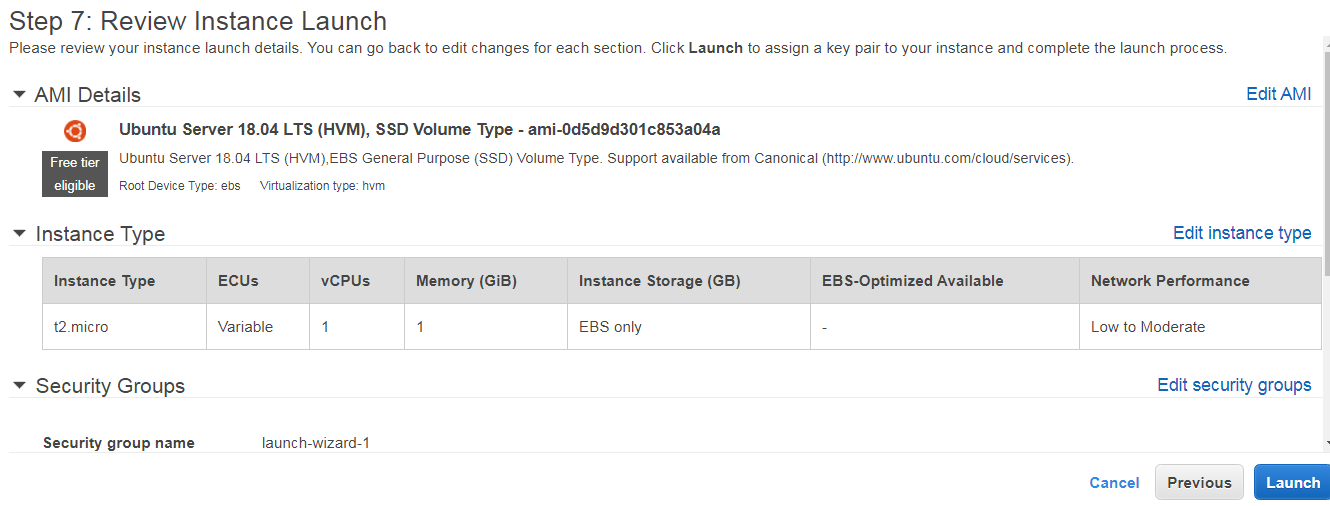 Step 7: Review Instance Launch
Please review your instance launch details. You can go back to edit changes for each section. Click Launch to assign a key pair to your instance and complete the launch process.
AMI Details
Edit AMI
Free tier
eligible
Ubuntu Server 18.04 LTS (HVM), SSD Volume Type - ami-0d5d9d301c853a04a
Ubuntu Server 18.04 LTS (HVM),EBS General Purpose (SSD) Volume Type. Support available from Canonical (http://www.ubuntu.com/cloud/services).
Root Device Type: ebs Virtualization type: hvm
Instance Type
Edit instance type
Instance Type ECUs vCPUs Memory (GiB) Instance Storage (GB) EBS-Optimized Available Network Performance
t2.micro Variable 1 1 EBS only - Low to Moderate
Security Groups
Edit security groups
Security group name launch-wizard-1
Cancel Previous Launch